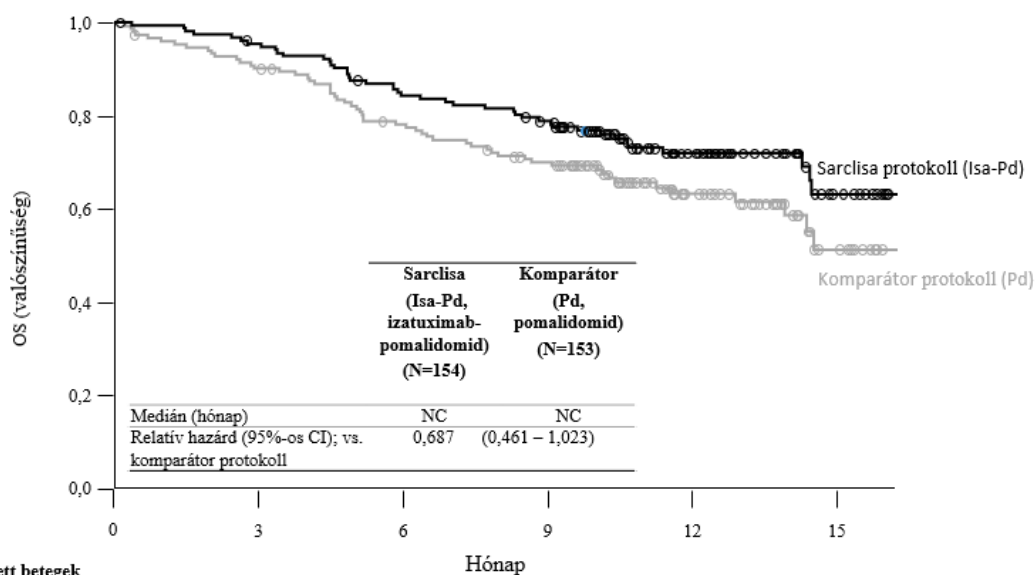 1,0
0,8
0,6
0,4
0,2
0,0
OS (valószínűség)
Sarclisa protokoll (Isa-Pd)
Komparátor protokoll (Pd)
Sarclisa Komparátor
(Isa-Pd, (Pd,
izatuximab- pomalidomid)
pomalidomid) (N=153)
(N=154)
Medián (hónap) NC NC
Relatív hazárd (95%-os CI); vs. 0,687 (0,461 – 1,023)
komparátor protokoll
0 3 6 9 12 15
Hónap
betegek